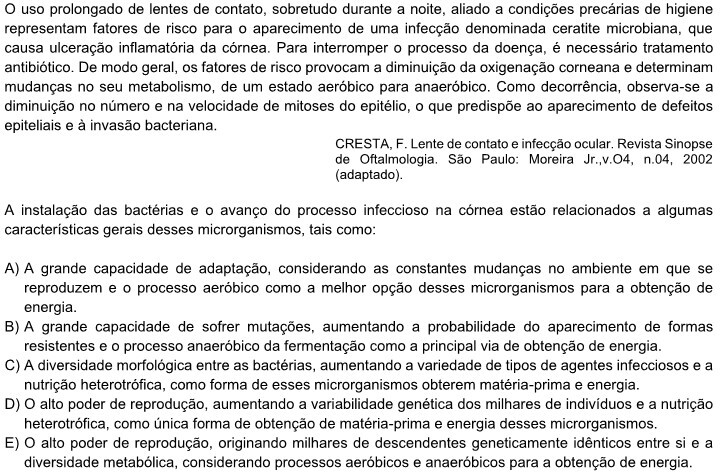 O uso prolongado de lentes de contato, sobretudo durante a noite, aliado a condições precárias de higiene
representam fatores de risco para o aparecimento de uma infecção denominada ceratite microbiana, que
causa ulceração inflamatória da córnea. Para interromper o processo da doença, é necessário tratamento
antibiótico. De modo geral, os fatores de risco provocam a diminuição da oxigenação corneana e determinam
mudanças no seu metabolismo, de um estado aeróbico para anaeróbico. Como decorrência, observa-se a
diminuição no número e na velocidade de mitoses do epitélio, o que predispõe ao aparecimento de defeitos
epiteliais e à invasão bacteriana.
CRESTA, F. Lente de contato e infecção ocular. Revista Sinopse
de Oftalmologia. São Paulo: Moreira Jr.,v.O4, n.04, 2002
(adaptado).
A instalação das bactérias e o avanço do processo infeccioso na córnea estão relacionados a algumas
características gerais desses microrganismos, tais como:
A) A grande capacidade de adaptação, considerando as constantes mudanças no ambiente em que se
reproduzem e o processo aeróbico como a melhor opção desses microrganismos para a obtenção de
energia.
B) A grande capacidade de sofrer mutações, aumentando a probabilidade do aparecimento de formas
resistentes e o processo anaeróbico da fermentação como a principal via de obtenção de energia.
C) A diversidade morfológica entre as bactérias, aumentando a variedade de tipos de agentes infecciosos e a
nutrição heterotrófica, como forma de esses microrganismos obterem matéria-prima e energia.
D) O alto poder de reprodução, aumentando a variabilidade genética dos milhares de indivíduos e a nutrição
heterotrófica, como única forma de obtenção de matéria-prima e energia desses microrganismos.
E) O alto poder de reprodução, originando milhares de descendentes geneticamente idênticos entre si e a
diversidade metabólica, considerando processos aeróbicos e anaeróbicos para a obtenção de energia.